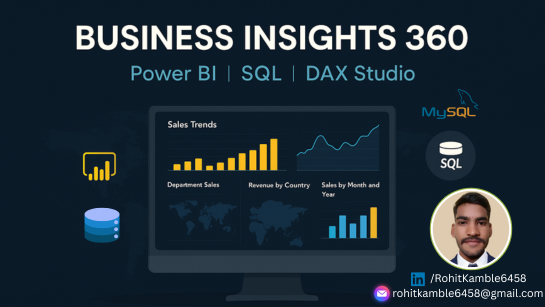 BUSINESS INSIGHTS 360
Power BI | SQL | DAX Studio
MySQL
Sales Trends
SQL
Department Sales
Revenue by Country
Sales by Month and
Year
in /RohitKamble6458
rohitkamble6458@gmail.com